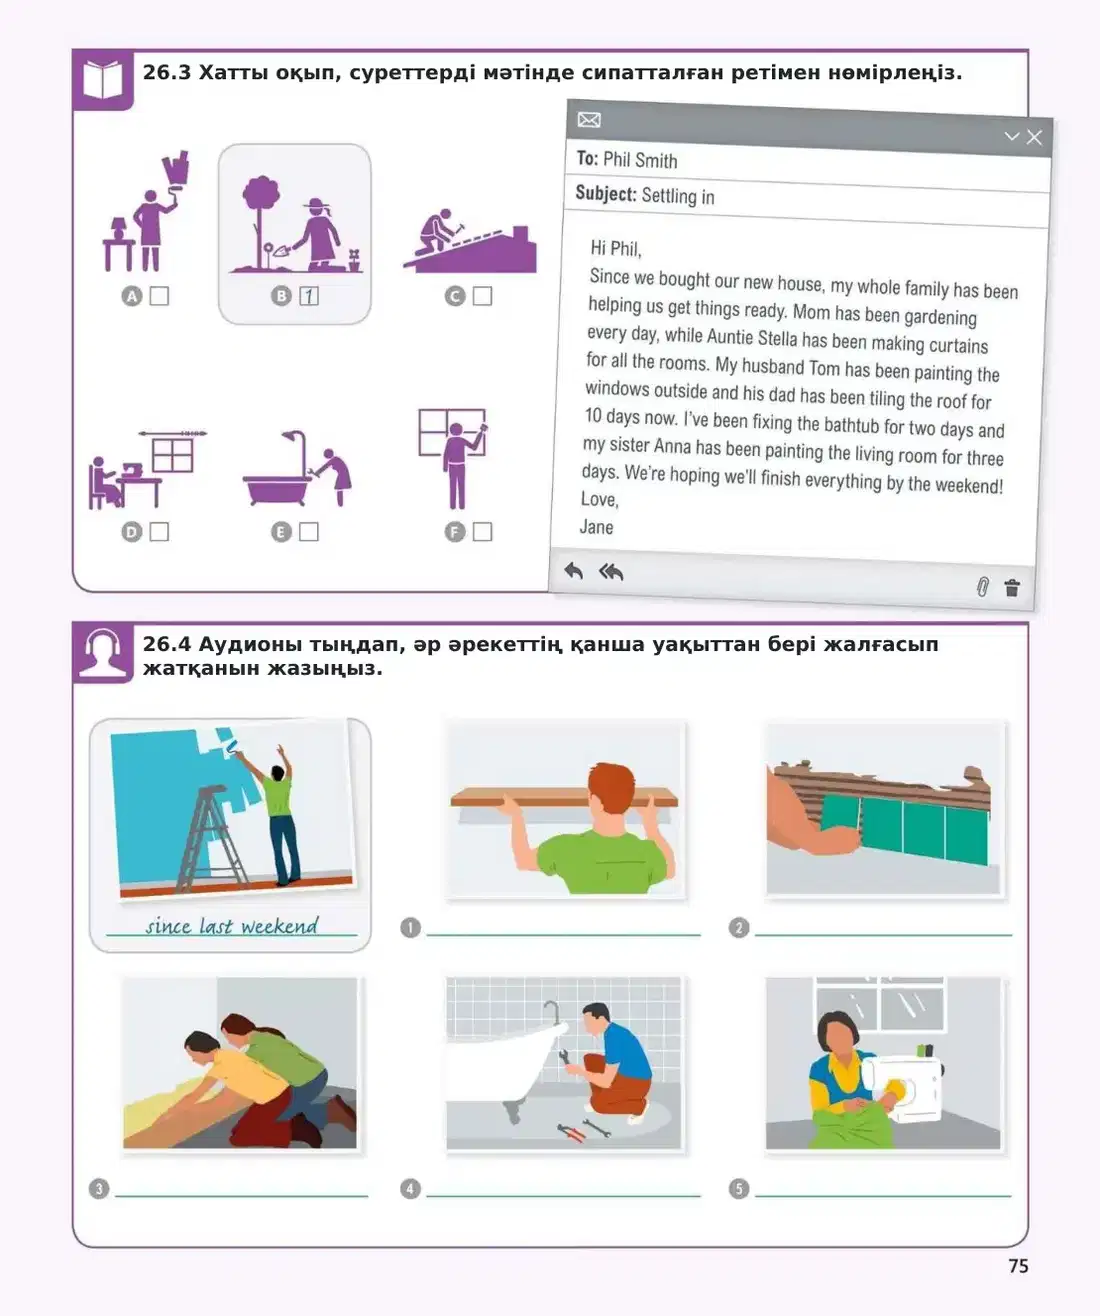 26.3 Хатты оқып, суреттерді мәтінде сипатталған ретімен нөмірлеңіз.
To: Phil Smith
Subject: Settling in
Hi Phil,
Since we bought our new house, my whole family has been
helping us get things ready. Mom has been gardening
every day, while Auntie Stella has been making curtains
for all the rooms. My husband Tom has been painting the
windows outside and his dad has been tiling the roof for
10 days now. I've been fixing the bathtub for two days and
my sister Anna has been painting the living room for three
days. We're hoping we'll finish everything by the weekend!
Love,
Jane
A
B 1
C
D
E
F
26.4 Аудионы тыңдап, әр әрекеттің қанша уақыттан бері жалғасып
жатқанын жазыңыз.
since last weekend
1
2
3
4
5
75